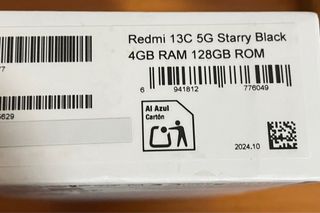 Redmi 13C 5G Starry Black
4GB RAM 128GB ROM
6 941812 776049
Al Azul
Cartón
2024.10